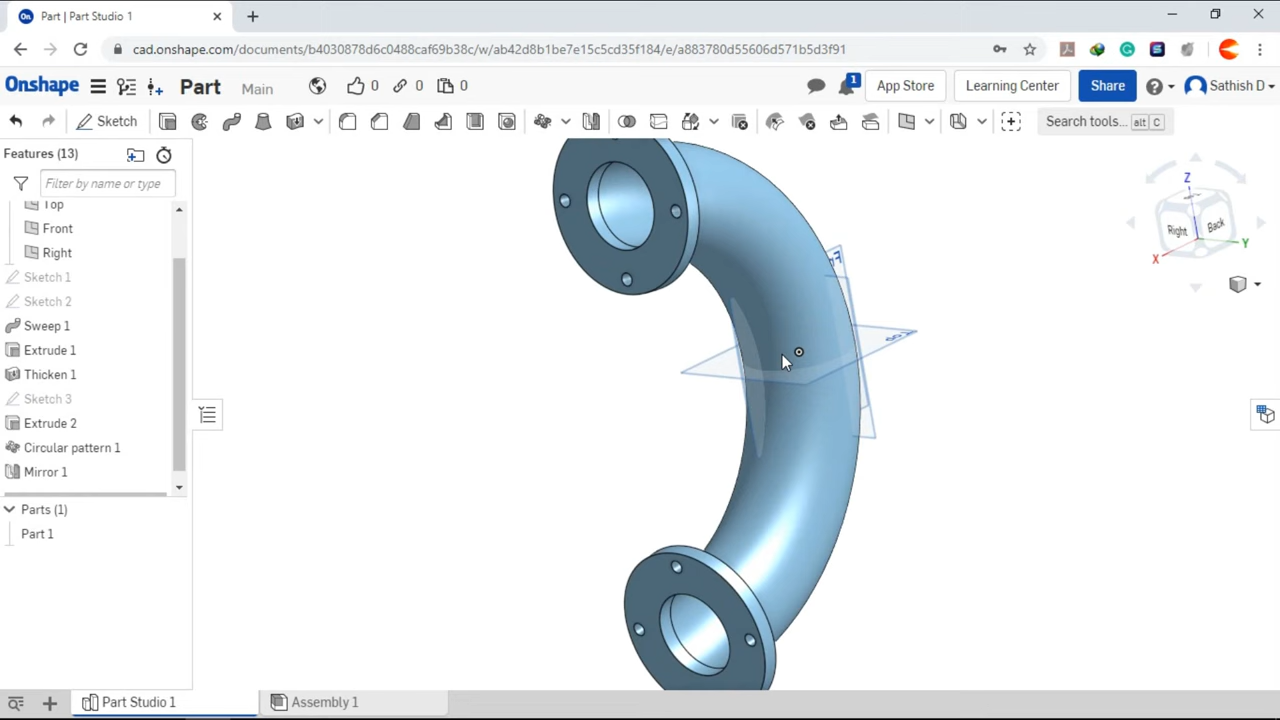 Part | Part Studio 1
cad.onshape.com/documents/b4030878d6c0488caf69b38c/w/ab42d8b1be7e15c5cd35f184/e/a883780d55606d571b5d3f91
Onshape Part Main 0 0 0 1 App Store Learning Center Share Sathish D
Sketch Search tools... alt C
Features (13)
Filter by name or type
Top
Front
Right
Sketch 1
Sketch 2
Sweep 1
Extrude 1
Thicken 1
Sketch 3
Extrude 2
Circular pattern 1
Mirror 1
Parts (1)
Part 1
Top
Z
Right Back
Y
X
Part Studio 1 Assembly 1